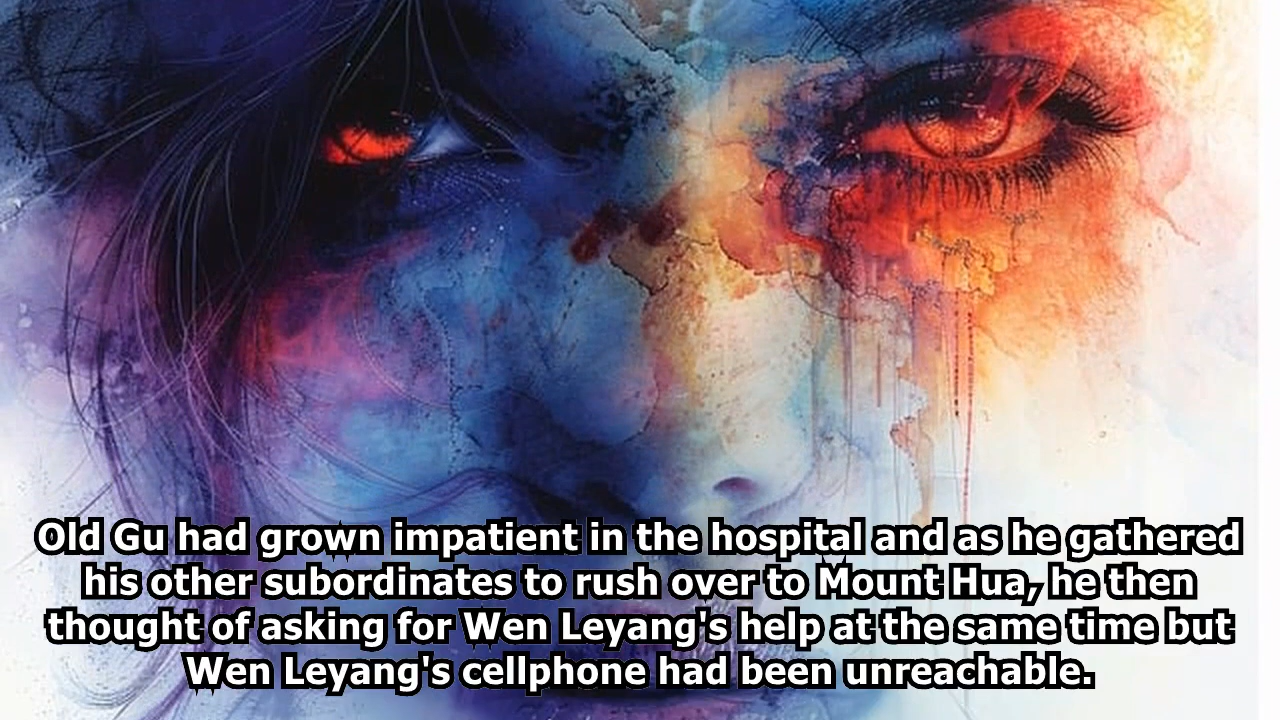 Old Gu had grown impatient in the hospital and as he gathered
his other subordinates to rush over to Mount Hua, he then
thought of asking for Wen Leyang's help at the same time but
Wen Leyang's cellphone had been unreachable.